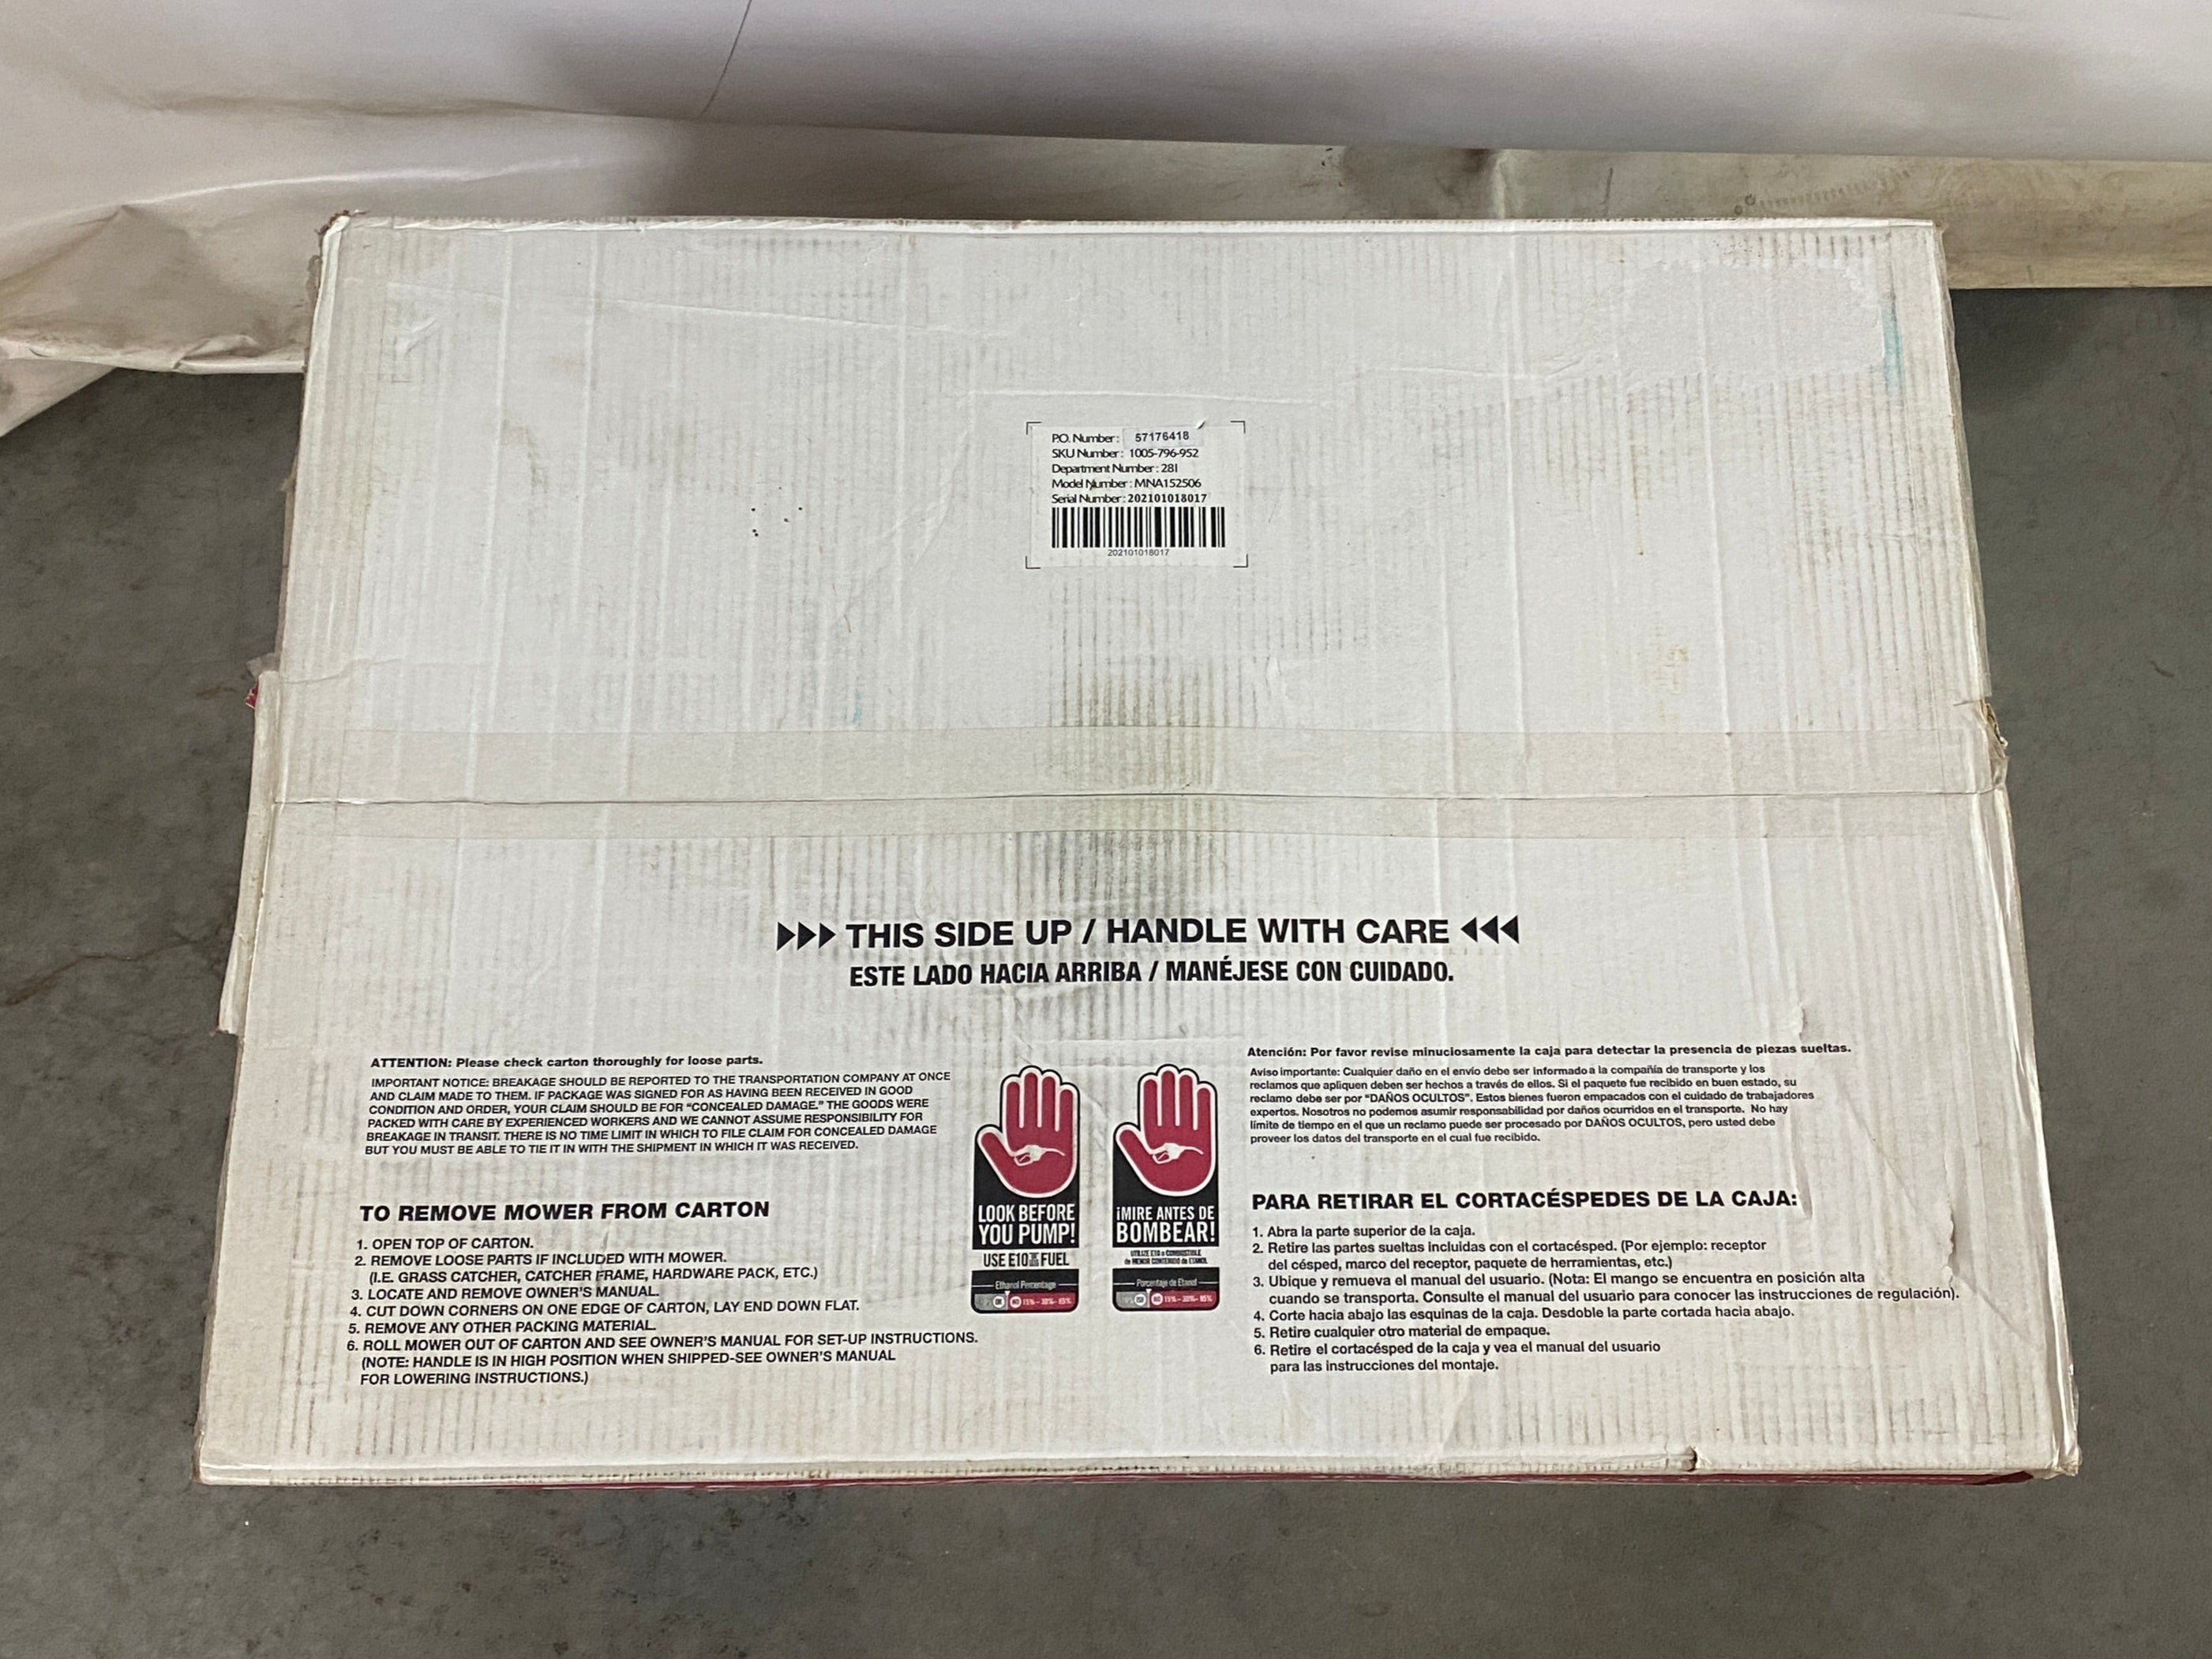 P.O. Number: 57176418
SKU Number: 1005-796-952
Department Number: 28I
Model Number: MNA152506
Serial Number: 202101018017
202101018017
THIS SIDE UP / HANDLE WITH CARE
ESTE LADO HACIA ARRIBA / MANÉJESE CON CUIDADO.
ATTENTION: Please check carton thoroughly for loose parts.
IMPORTANT NOTICE: BREAKAGE SHOULD BE REPORTED TO THE TRANSPORTATION COMPANY AT ONCE
AND CLAIM MADE TO THEM. IF PACKAGE WAS SIGNED FOR AS HAVING BEEN RECEIVED IN GOOD
CONDITION AND ORDER, YOUR CLAIM SHOULD BE FOR "CONCEALED DAMAGE." THE GOODS WERE
PACKED WITH CARE BY EXPERIENCED WORKERS AND WE CANNOT ASSUME RESPONSIBILITY FOR
BREAKAGE IN TRANSIT. THERE IS NO TIME LIMIT IN WHICH TO FILE CLAIM FOR CONCEALED DAMAGE
BUT YOU MUST BE ABLE TO TIE IT IN WITH THE SHIPMENT IN WHICH IT WAS RECEIVED.
TO REMOVE MOWER FROM CARTON
1. OPEN TOP OF CARTON.
2. REMOVE LOOSE PARTS IF INCLUDED WITH MOWER.
(I.E. GRASS CATCHER, CATCHER FRAME, HARDWARE PACK, ETC.)
3. LOCATE AND REMOVE OWNER'S MANUAL.
4. CUT DOWN CORNERS ON ONE EDGE OF CARTON, LAY END DOWN FLAT.
5. REMOVE ANY OTHER PACKING MATERIAL.
6. ROLL MOWER OUT OF CARTON AND SEE OWNER'S MANUAL FOR SET-UP INSTRUCTIONS.
(NOTE: HANDLE IS IN HIGH POSITION WHEN SHIPPED-SEE OWNER'S MANUAL
FOR LOWERING INSTRUCTIONS.)
LOOK BEFORE
YOU PUMP!
USE E10 FUEL
Ethanol Percentage
OK NO 15% - 30% - 85%
¡MIRE ANTES DE
BOMBEAR!
UTILIZE E10 o COMBUSTIBLE
de MENOR CONTENIDO de ETANOL
Porcentaje de Etanol
NO 15% - 30% - 85%
Atención: Por favor revise minuciosamente la caja para detectar la presencia de piezas sueltas.
Aviso importante: Cualquier daño en el envío debe ser informado a la compañía de transporte y los
reclamos que apliquen deben ser hechos a través de ellos. Si el paquete fue recibido en buen estado, su
reclamo debe ser por "DAÑOS OCULTOS". Estos bienes fueron empacados con el cuidado de trabajadores
expertos. Nosotros no podemos asumir responsabilidad por daños ocurridos en el transporte. No hay
límite de tiempo en el que un reclamo puede ser procesado por DAÑOS OCULTOS, pero usted debe
proveer los datos del transporte en el cual fue recibido.
PARA RETIRAR EL CORTACÉSPEDES DE LA CAJA:
1. Abra la parte superior de la caja.
2. Retire las partes sueltas incluidas con el cortacésped. (Por ejemplo: receptor
del césped, marco del receptor, paquete de herramientas, etc.)
3. Ubique y remueva el manual del usuario. (Nota: El mango se encuentra en posición alta
cuando se transporta. Consulte el manual del usuario para conocer las instrucciones de regulación).
4. Corte hacia abajo las esquinas de la caja. Desdoble la parte cortada hacia abajo.
5. Retire cualquier otro material de empaque.
6. Retire el cortacésped de la caja y vea el manual del usuario
para las instrucciones del montaje.